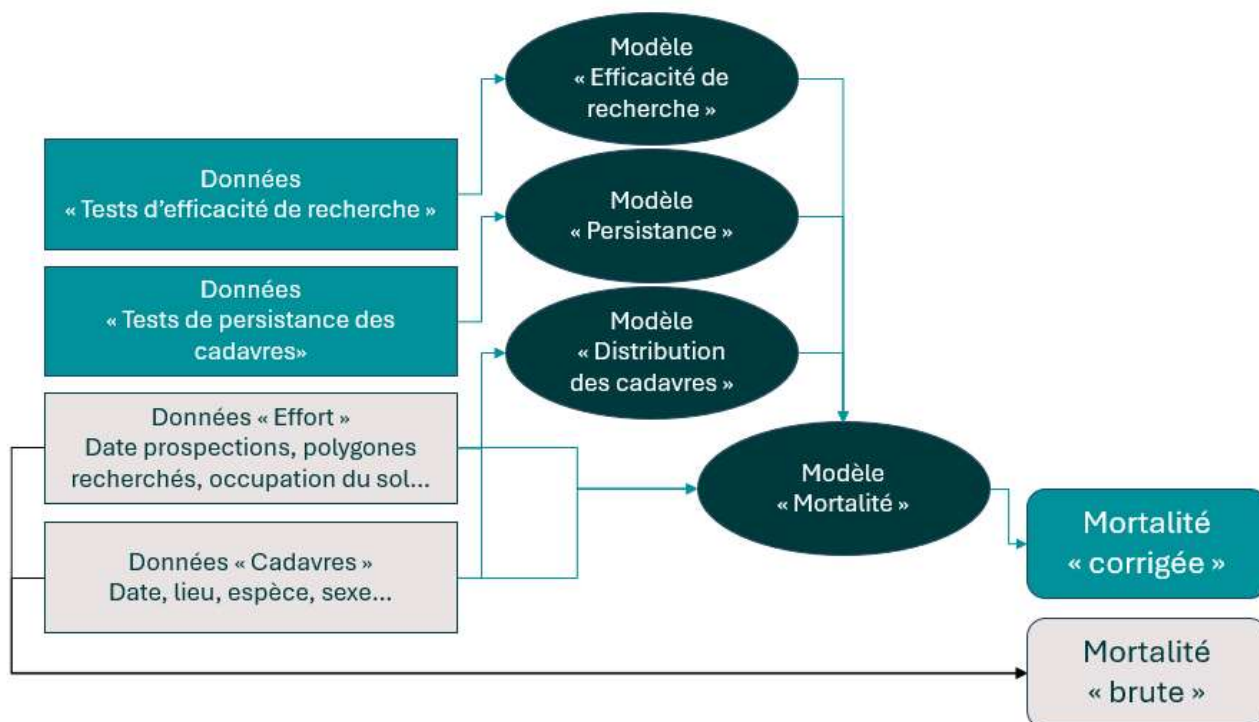 Modèle
« Efficacité de
recherche »
Données
« Tests d’efficacité de recherche »
Modèle
« Persistance »
Données
« Tests de persistance des
cadavres»
Modèle
« Distribution
des cadavres »
Données « Effort »
Date prospections, polygones
recherchés, occupation du sol...
Modèle
« Mortalité »
Données « Cadavres »
Date, lieu, espèce, sexe...
Mortalité
« corrigée »
Mortalité
« brute »